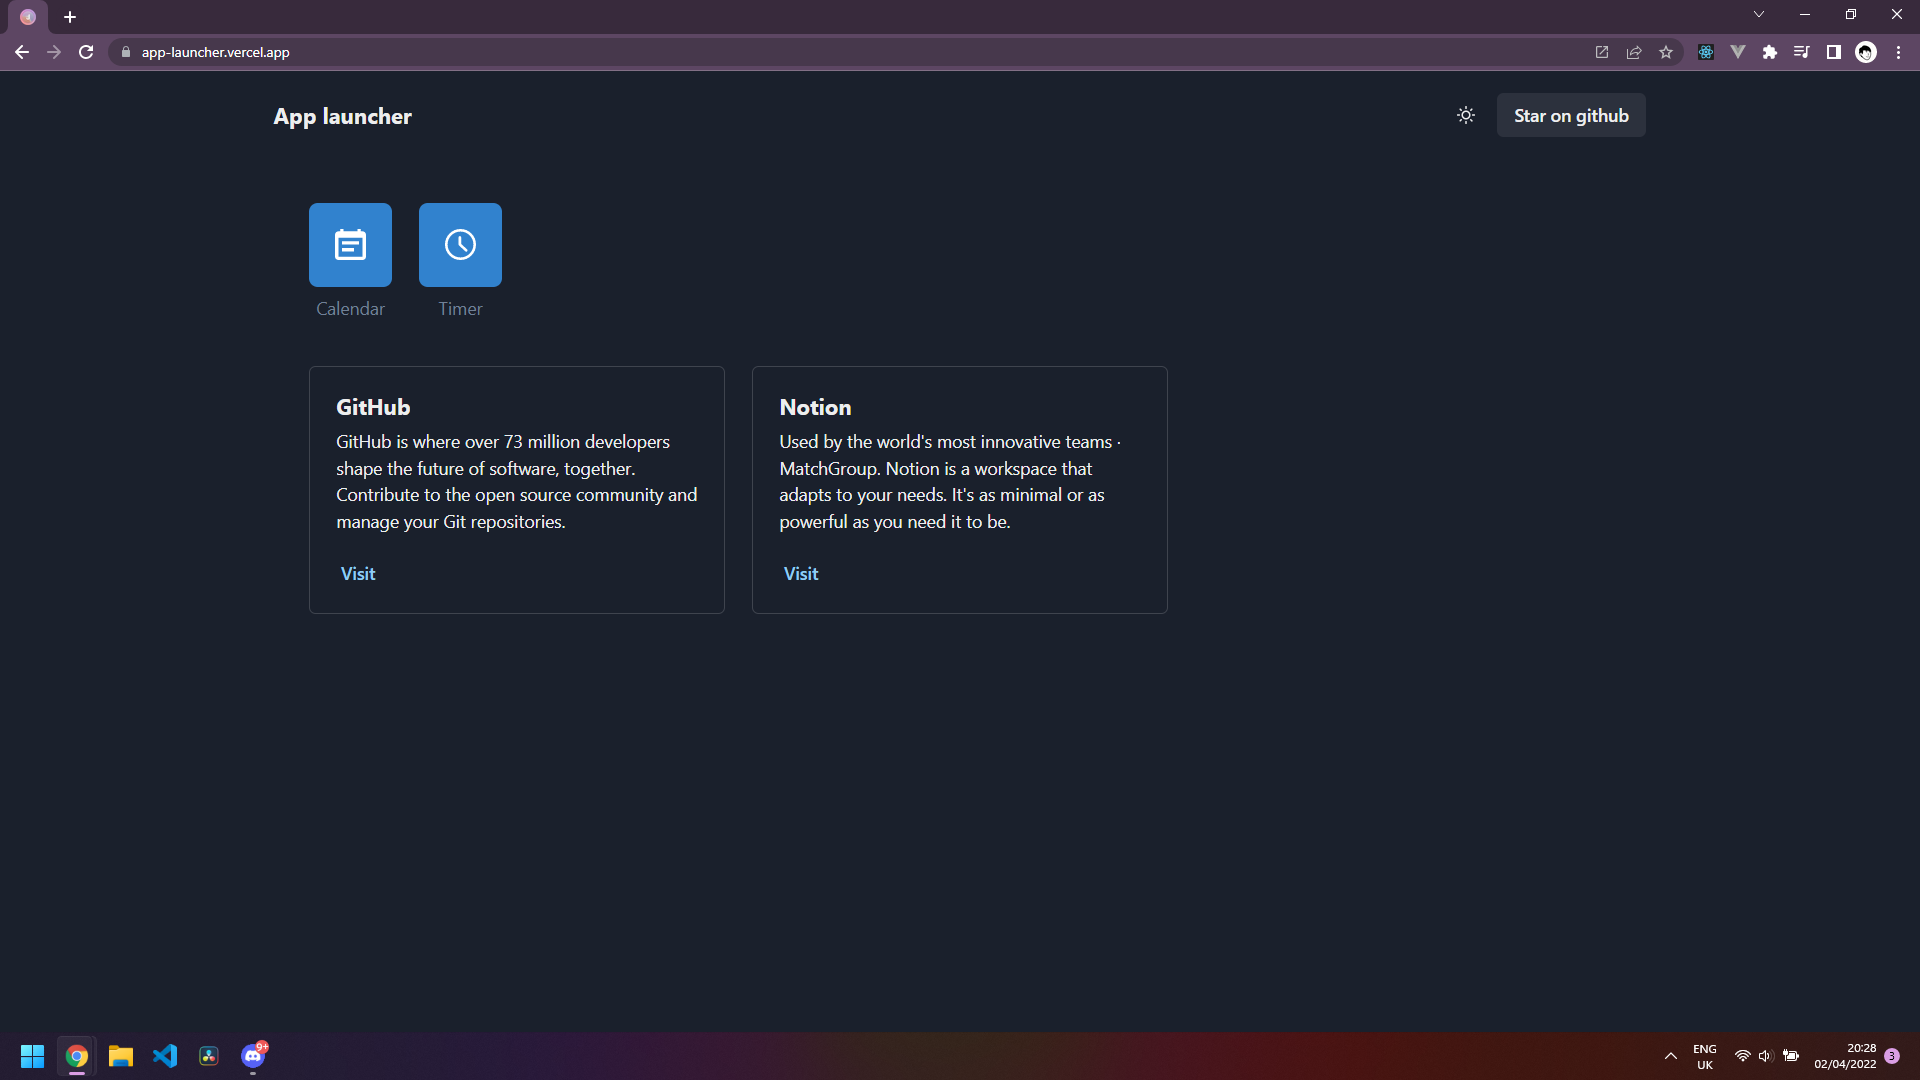 app-launcher.vercel.app
App launcher
Star on github
Calendar
Timer
GitHub
GitHub is where over 73 million developers
shape the future of software, together.
Contribute to the open source community and
manage your Git repositories.
Visit
Notion
Used by the world's most innovative teams ·
MatchGroup. Notion is a workspace that
adapts to your needs. It's as minimal or as
powerful as you need it to be.
Visit
9+
ENG
UK
20:28
02/04/2022
3